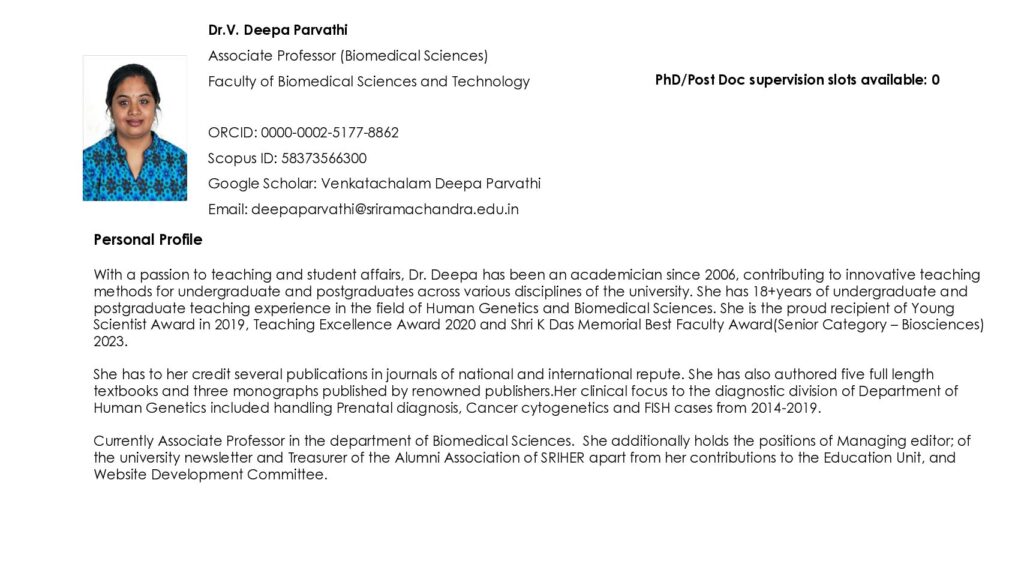 Dr.V. Deepa Parvathi
Associate Professor (Biomedical Sciences)
Faculty of Biomedical Sciences and Technology
PhD/Post Doc supervision slots available: 0
ORCID: 0000-0002-5177-8862
Scopus ID: 58373566300
Google Scholar: Venkatachalam Deepa Parvathi
Email: deepaparvathi@sriramachandra.edu.in
Personal Profile
With a passion to teaching and student affairs, Dr. Deepa has been an academician since 2006, contributing to innovative teaching
methods for undergraduate and postgraduates across various disciplines of the university. She has 18+years of undergraduate and
postgraduate teaching experience in the field of Human Genetics and Biomedical Sciences. She is the proud recipient of Young
Scientist Award in 2019, Teaching Excellence Award 2020 and Shri K Das Memorial Best Faculty Award(Senior Category – Biosciences)
2023.
She has to her credit several publications in journals of national and international repute. She has also authored five full length
textbooks and three monographs published by renowned publishers.Her clinical focus to the diagnostic division of Department of
Human Genetics included handling Prenatal diagnosis, Cancer cytogenetics and FISH cases from 2014-2019.
Currently Associate Professor in the department of Biomedical Sciences.  She additionally holds the positions of Managing editor; of
the university newsletter and Treasurer of the Alumni Association of SRIHER apart from her contributions to the Education Unit, and
Website Development Committee.